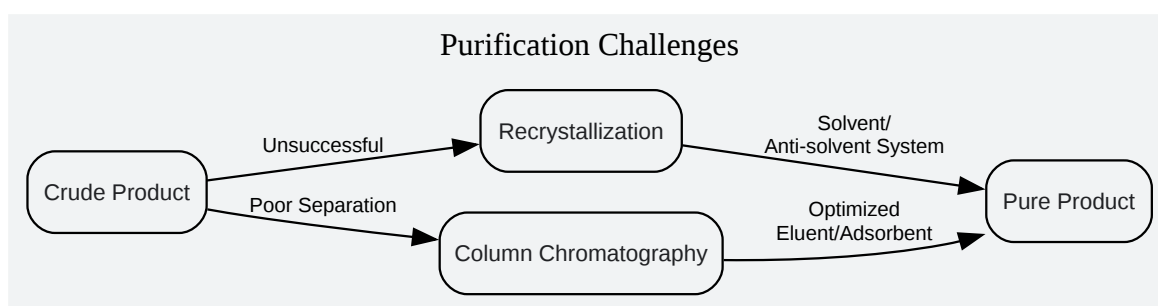 Purification Challenges
Crude Product
Unsuccessful
Poor Separation
Recrystallization
Column Chromatography
Solvent/
Anti-solvent System
Optimized
Eluent/Adsorbent
Pure Product